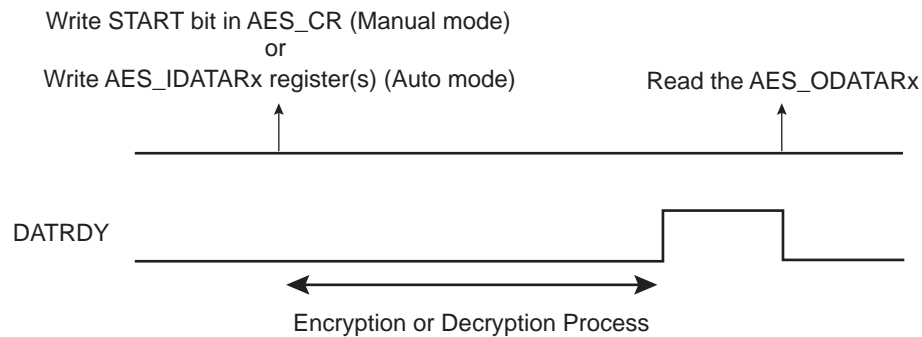 Write START bit in AES_CR (Manual mode)
or
Write AES_IDATARx register(s) (Auto mode)
Read the AES_ODATARx
DATRDY
Encryption or Decryption Process